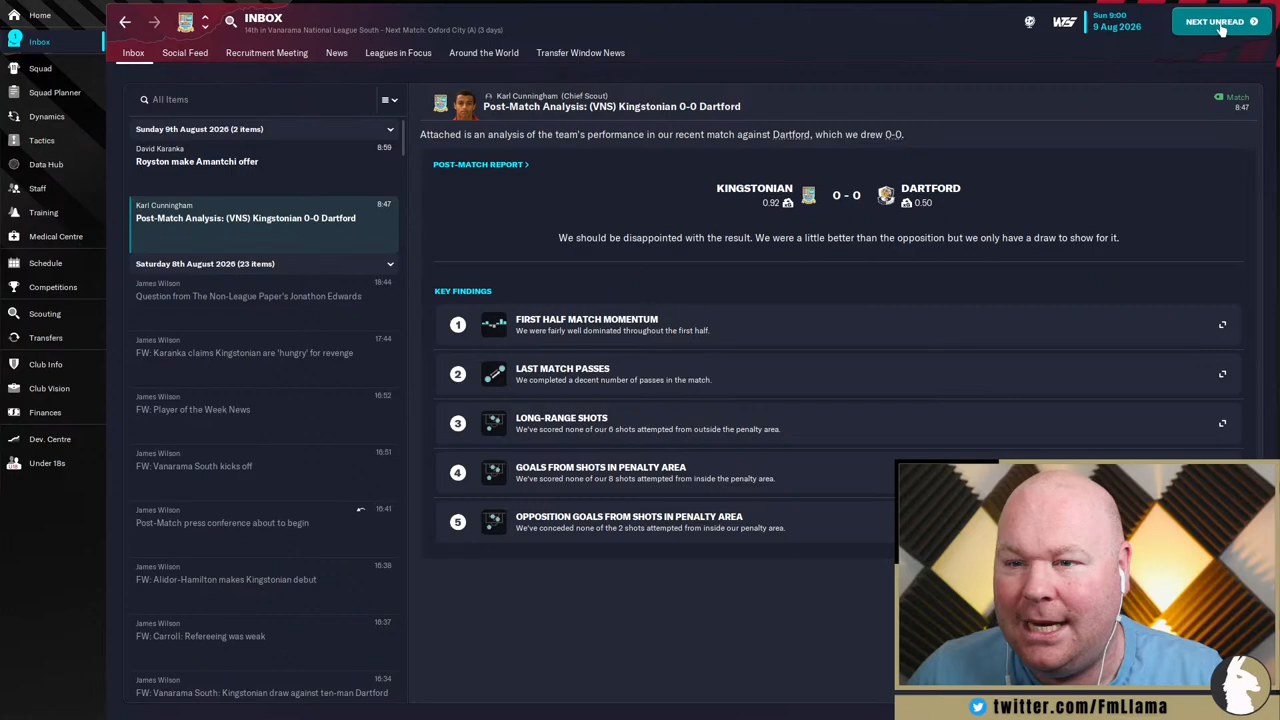 Home
1
Inbox
Squad
Squad Planner
Dynamics
Tactics
Data Hub
Staff
Training
Medical Centre
Schedule
Competitions
Scouting
Transfers
Club Info
Club Vision
Finances
Dev. Centre
Under 18s
INBOX
14th in Vanarama National League South - Next Match: Oxford City (A) (3 days)
Sun 9:00
9 Aug 2026
NEXT UNREAD
Inbox
Social Feed
Recruitment Meeting
News
Leagues in Focus
Around the World
Transfer Window News
All Items
Sunday 9th August 2026 (2 items)
David Karanka
8:59
Royston make Amantchi offer
Karl Cunningham
8:47
Post-Match Analysis: (VNS) Kingstonian 0-0 Dartford
Saturday 8th August 2026 (23 items)
James Wilson
18:44
Question from The Non-League Paper's Jonathon Edwards
James Wilson
17:44
FW: Karanka claims Kingstonian are 'hungry' for revenge
James Wilson
16:52
FW: Player of the Week News
James Wilson
16:51
FW: Vanarama South kicks off
James Wilson
16:41
Post-Match press conference about to begin
James Wilson
16:38
FW: Alidor-Hamilton makes Kingstonian debut
James Wilson
16:37
FW: Carroll: Refereeing was weak
James Wilson
16:34
FW: Vanarama South: Kingstonian draw against ten-man Dartford
Karl Cunningham (Chief Scout)
Post-Match Analysis: (VNS) Kingstonian 0-0 Dartford
Match
8:47
Attached is an analysis of the team's performance in our recent match against Dartford, which we drew 0-0.
POST-MATCH REPORT
KINGSTONIAN
0.92
0 - 0
DARTFORD
0.50
We should be disappointed with the result. We were a little better than the opposition but we only have a draw to show for it.
KEY FINDINGS
1
FIRST HALF MATCH MOMENTUM
We were fairly well dominated throughout the first half.
2
LAST MATCH PASSES
We completed a decent number of passes in the match.
3
LONG-RANGE SHOTS
We've scored none of our 6 shots attempted from outside the penalty area.
4
GOALS FROM SHOTS IN PENALTY AREA
We've scored none of our 8 shots attempted from inside the penalty area.
5
OPPOSITION GOALS FROM SHOTS IN PENALTY AREA
We've conceded none of the 2 shots attempted from inside our penalty area.
twitter.com/FmLlama